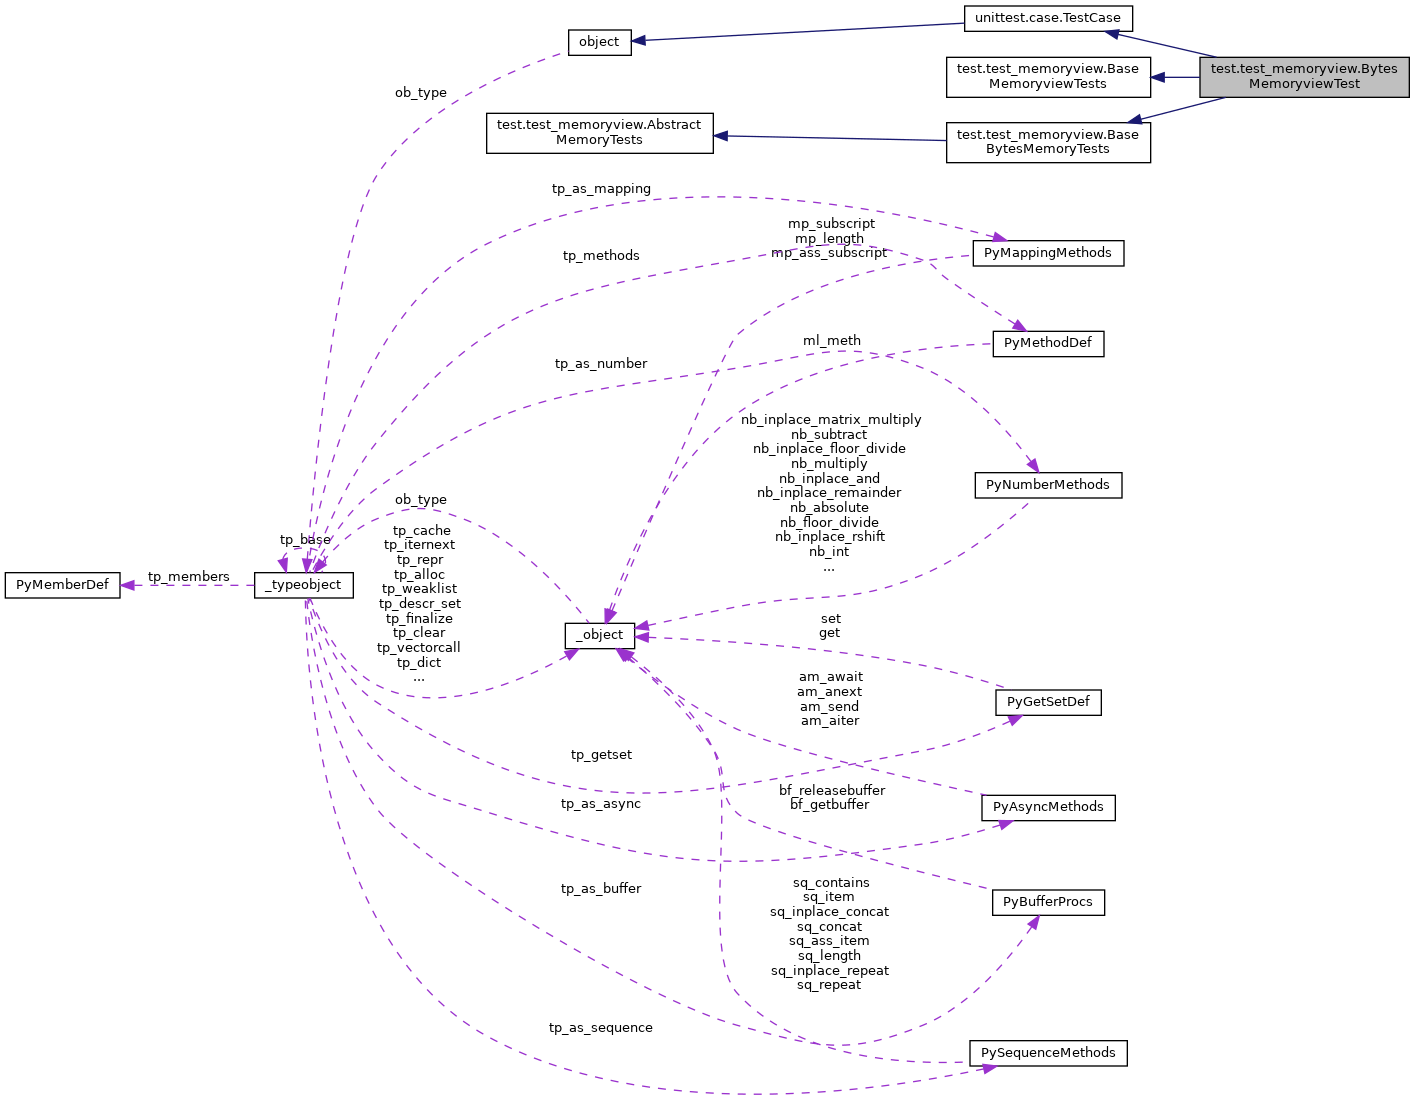 unittest.case.TestCase
object
test.test_memoryview.Base
MemoryviewTests
test.test_memoryview.Bytes
MemoryviewTest
ob_type
test.test_memoryview.Abstract
MemoryTests
test.test_memoryview.Base
BytesMemoryTests
tp_as_mapping
mp_subscript
mp_length
mp_ass_subscript
tp_methods
PyMappingMethods
ml_meth
PyMethodDef
tp_as_number
nb_inplace_matrix_multiply
nb_subtract
nb_inplace_floor_divide
nb_multiply
nb_inplace_and
nb_inplace_remainder
nb_absolute
nb_floor_divide
nb_inplace_rshift
nb_int
...
PyNumberMethods
ob_type
tp_cache
tp_iternext
tp_repr
tp_alloc
tp_weaklist
tp_descr_set
tp_finalize
tp_clear
tp_vectorcall
tp_dict
...
tp_base
PyMemberDef
tp_members
_typeobject
_object
set
get
am_await
am_anext
am_send
am_aiter
PyGetSetDef
tp_getset
bf_releasebuffer
bf_getbuffer
tp_as_async
PyAsyncMethods
tp_as_buffer
sq_contains
sq_item
sq_inplace_concat
sq_concat
sq_ass_item
sq_length
sq_inplace_repeat
sq_repeat
PyBufferProcs
tp_as_sequence
PySequenceMethods